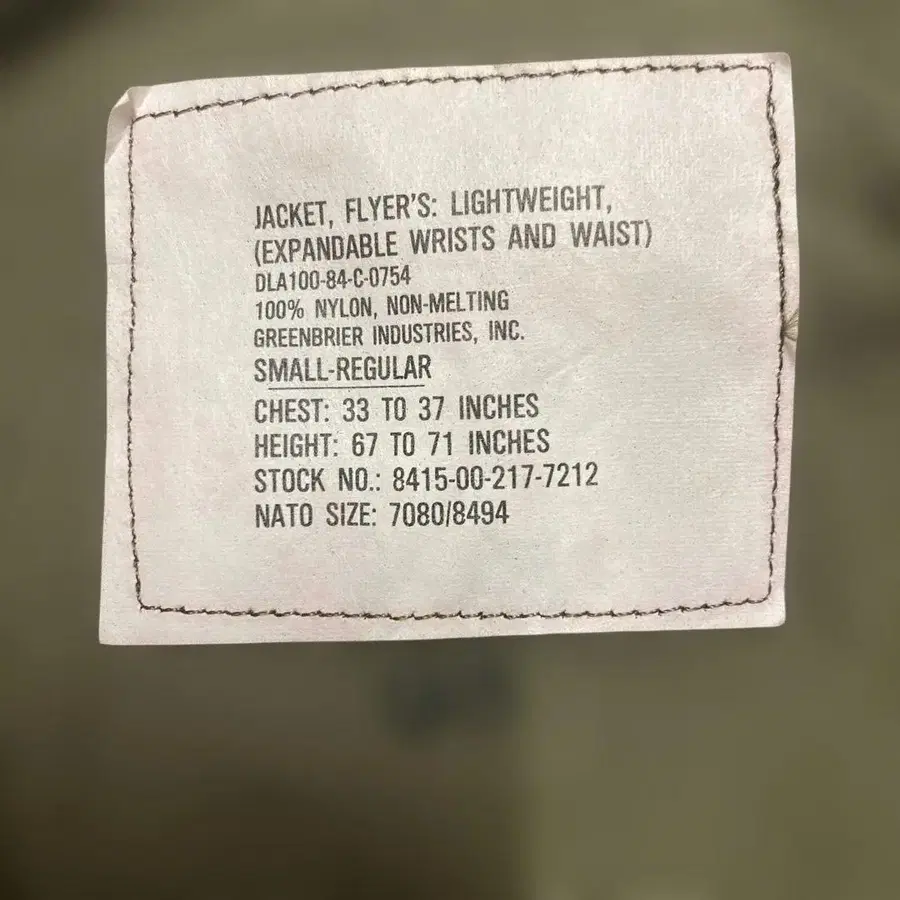 JACKET, FLYER'S: LIGHTWEIGHT,
(EXPANDABLE WRISTS AND WAIST)
DLA100-84-C-0754
100% NYLON, NON-MELTING
GREENBRIER INDUSTRIES, INC.
SMALL-REGULAR
CHEST: 33 TO 37 INCHES
HEIGHT: 67 TO 71 INCHES
STOCK NO.: 8415-00-217-7212
NATO SIZE: 7080/8494